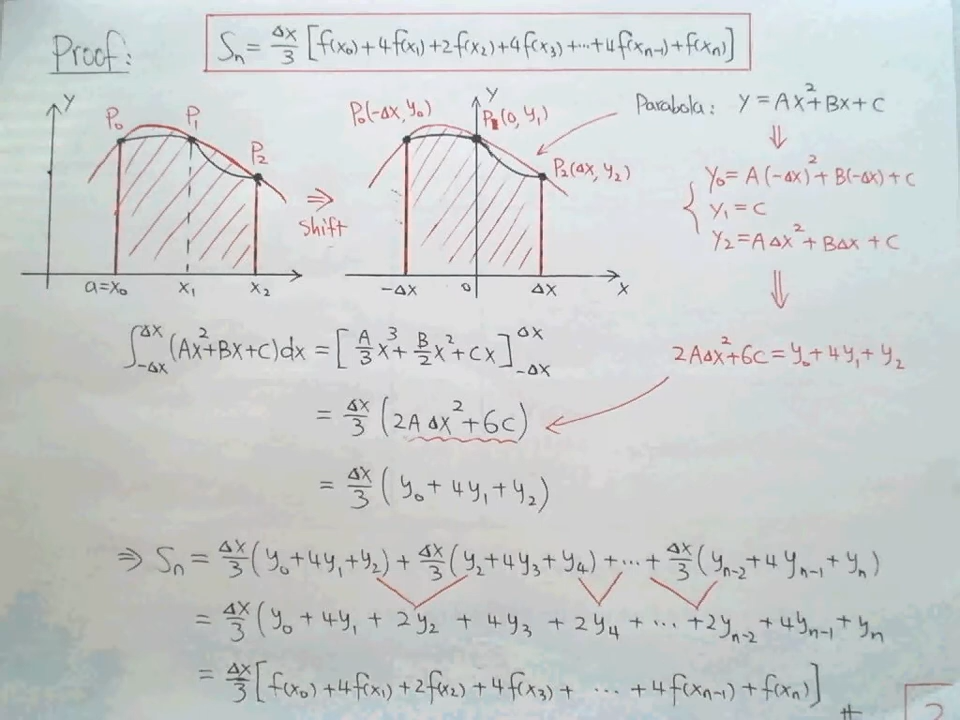 Proof:
Sₙ = Δx/3 [f(x₀)+4f(x₁)+2f(x₂)+4f(x₃)+⋯+4f(xₙ₋₁)+f(xₙ)]
y
P₀
P₁
P₂
a=x₀
x₁
x₂
⇒
Shift
P₀(-Δx, y₀)
y
P₁(0, y₁)
P₂(Δx, y₂)
-Δx
0
Δx
x
Parabola: y = Ax²+Bx+C
⇓
{ y₀ = A(-Δx)²+B(-Δx)+C
y₁ = C
y₂ = AΔx²+BΔx+C
⇓
2AΔx²+6C = y₀+4y₁+y₂
∫_{-Δx}^{Δx} (Ax²+Bx+C)dx = [A/3 x³+B/2 x²+Cx]_{-Δx}^{Δx}
= Δx/3 (2AΔx²+6C)
= Δx/3 (y₀+4y₁+y₂)
⇒ Sₙ = Δx/3 (y₀+4y₁+y₂) + Δx/3 (y₂+4y₃+y₄) +⋯+ Δx/3 (yₙ₋₂+4yₙ₋₁+yₙ)
= Δx/3 (y₀+4y₁+2y₂+4y₃+2y₄+⋯+2yₙ₋₂+4yₙ₋₁+yₙ
= Δx/3 [f(x₀)+4f(x₁)+2f(x₂)+4f(x₃)+ ⋯ +4f(xₙ₋₁)+f(xₙ)]
#